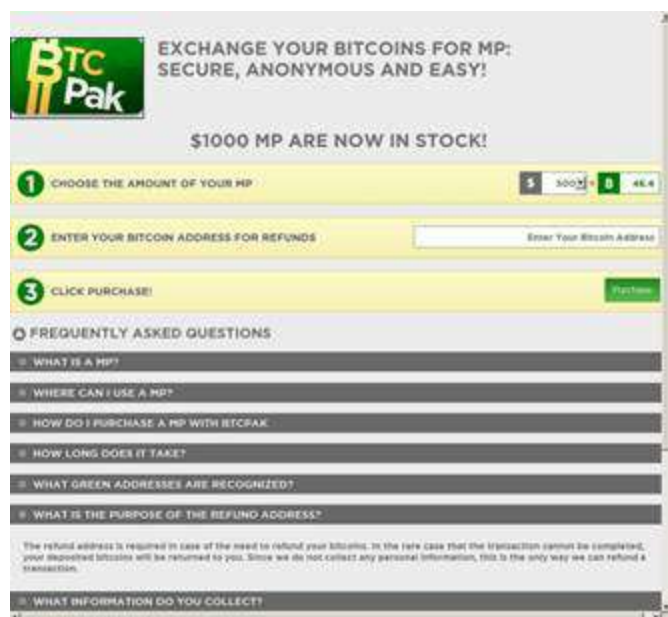 BTC
Pak
EXCHANGE YOUR BITCOINS FOR MP:
SECURE, ANONYMOUS AND EASY!
$1000 MP ARE NOW IN STOCK!
1 CHOOSE THE AMOUNT OF YOUR MP $ 500 = B 46.4
2 ENTER YOUR BITCOIN ADDRESS FOR REFUNDS Enter Your Bitcoin Address
3 CLICK PURCHASE! Purchase
FREQUENTLY ASKED QUESTIONS
WHAT IS A MP?
WHERE CAN I USE A MP?
HOW DO I PURCHASE A MP WITH BTCPAK
HOW LONG DOES IT TAKE?
WHAT GREEN ADDRESSES ARE RECOGNIZED?
WHAT IS THE PURPOSE OF THE REFUND ADDRESS?
The refund address is required in case of the need to refund your bitcoins. In the rare case that the transaction cannot be completed,
your deposited bitcoins will be returned to you. Since we do not collect any personal information, this is the only way we can refund a
transaction.
WHAT INFORMATION DO YOU COLLECT?